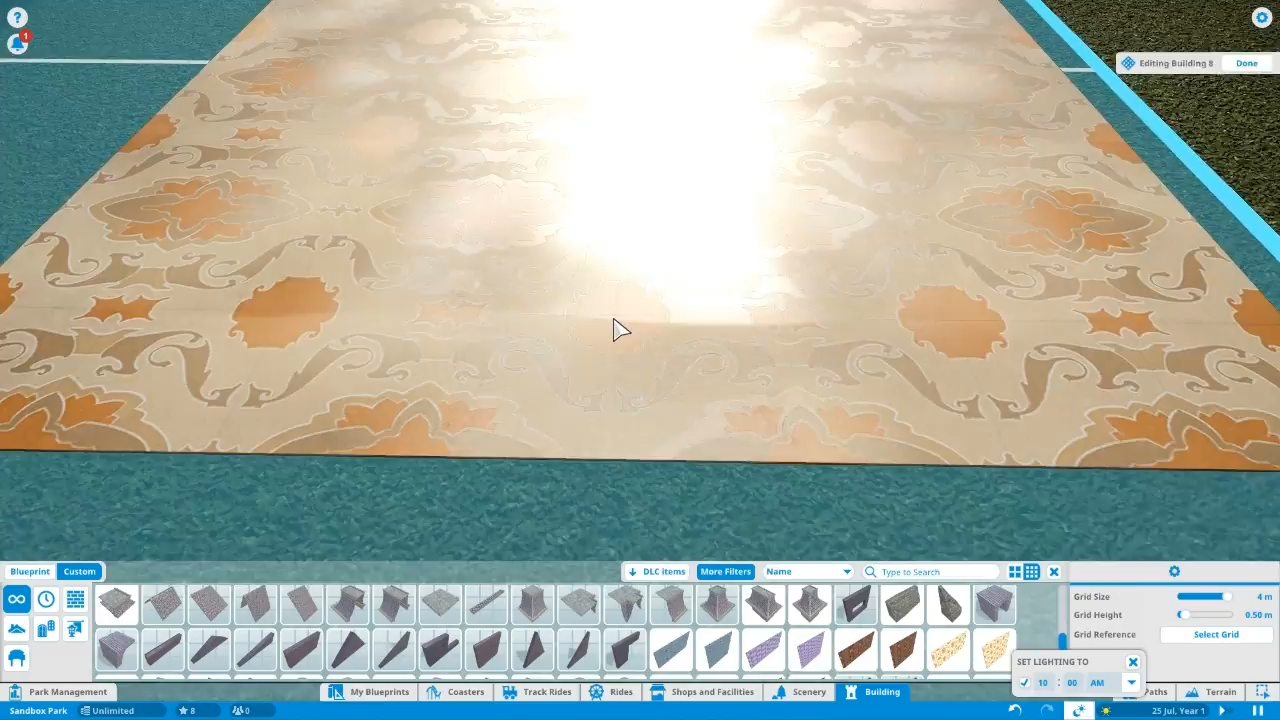 ?
1
Editing Building 8 Done
Blueprint Custom
DLC items More Filters Name Type to Search
Grid Size 4 m
Grid Height 0.50 m
Grid Reference Select Grid
SET LIGHTING TO
10 : 00 AM
Park Management My Blueprints Coasters Track Rides Rides Shops and Facilities Scenery Building Paths Terrain
Sandbox Park Unlimited 8 0 25 Jul, Year 1